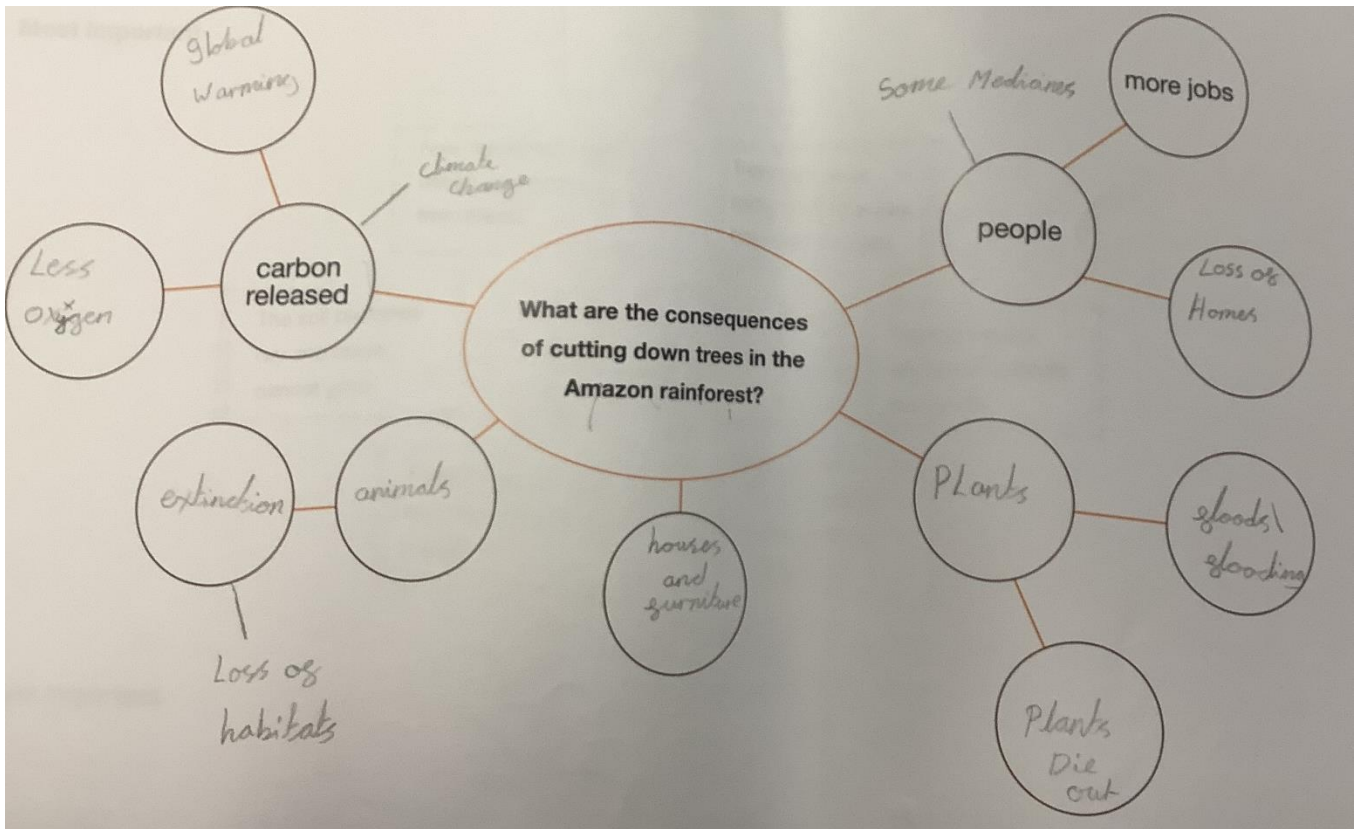 global
warming
Some Medicines
more jobs
climate
change
people
Less
oxygen
carbon
released
Loss of
Homes
What are the consequences
of cutting down trees in the
Amazon rainforest?
extinction
animals
PLants
floods\
flooding
houses
and
furniture
Loss of
habitats
Plants
Die
out